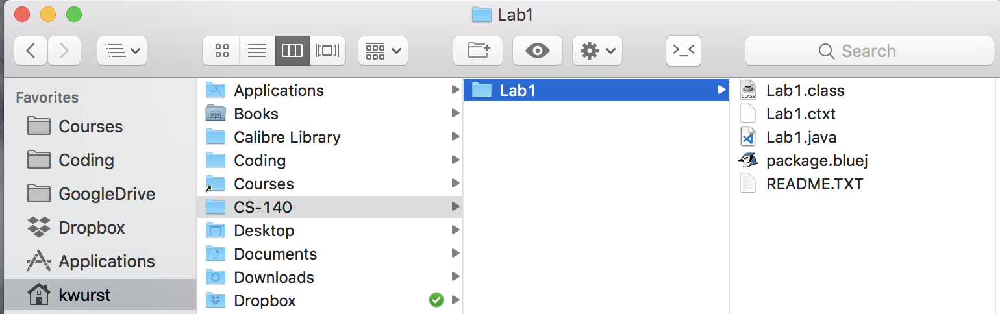 Lab1
>_<
Search
Favorites
Courses
Coding
GoogleDrive
Dropbox
Applications
kwurst
Applications
Books
Calibre Library
Coding
Courses
CS-140
Desktop
Documents
Downloads
Dropbox
Lab1
CLASS
Lab1.class
Lab1.ctxt
Lab1.java
package.bluej
README.TXT